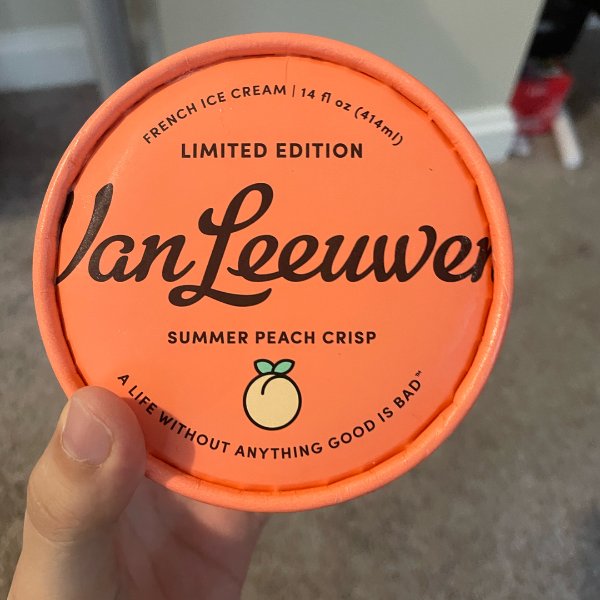 FRENCH ICE CREAM | 14 fl oz (414ml)
LIMITED EDITION
Van Leeuwen
SUMMER PEACH CRISP
A LIFE WITHOUT ANYTHING GOOD IS BAD™